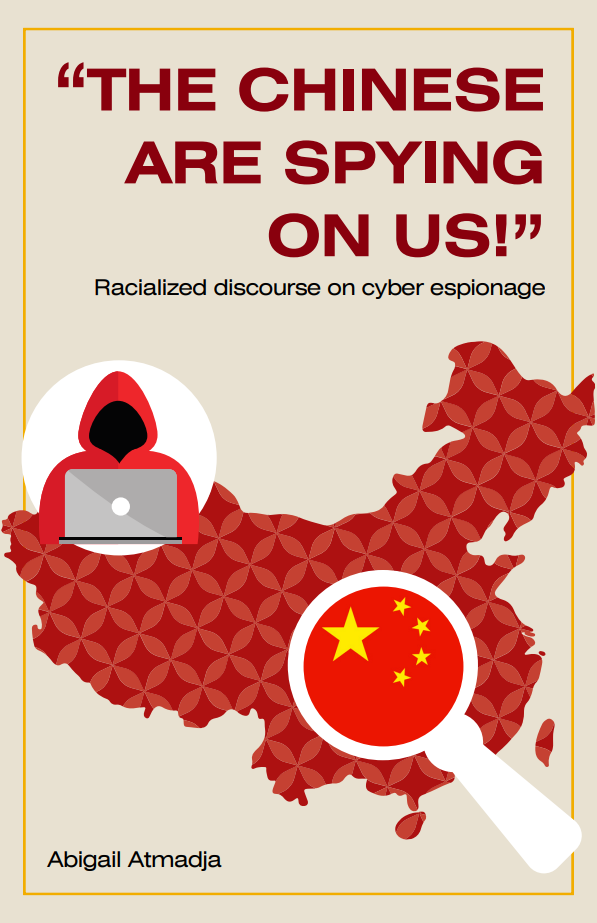 “THE CHINESE
ARE SPYING
ON US!”
Racialized discourse on cyber espionage
Abigail Atmadja